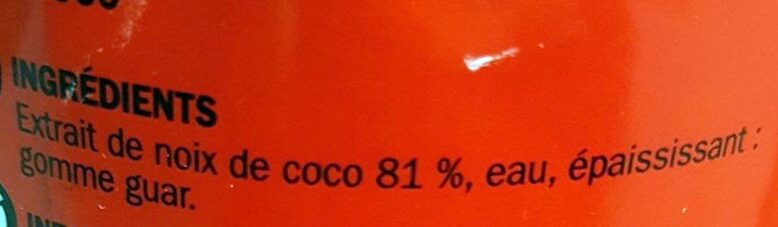 INGRÉDIENTS
Extrait de noix de coco 81 %, eau, épaississant :
gomme guar.